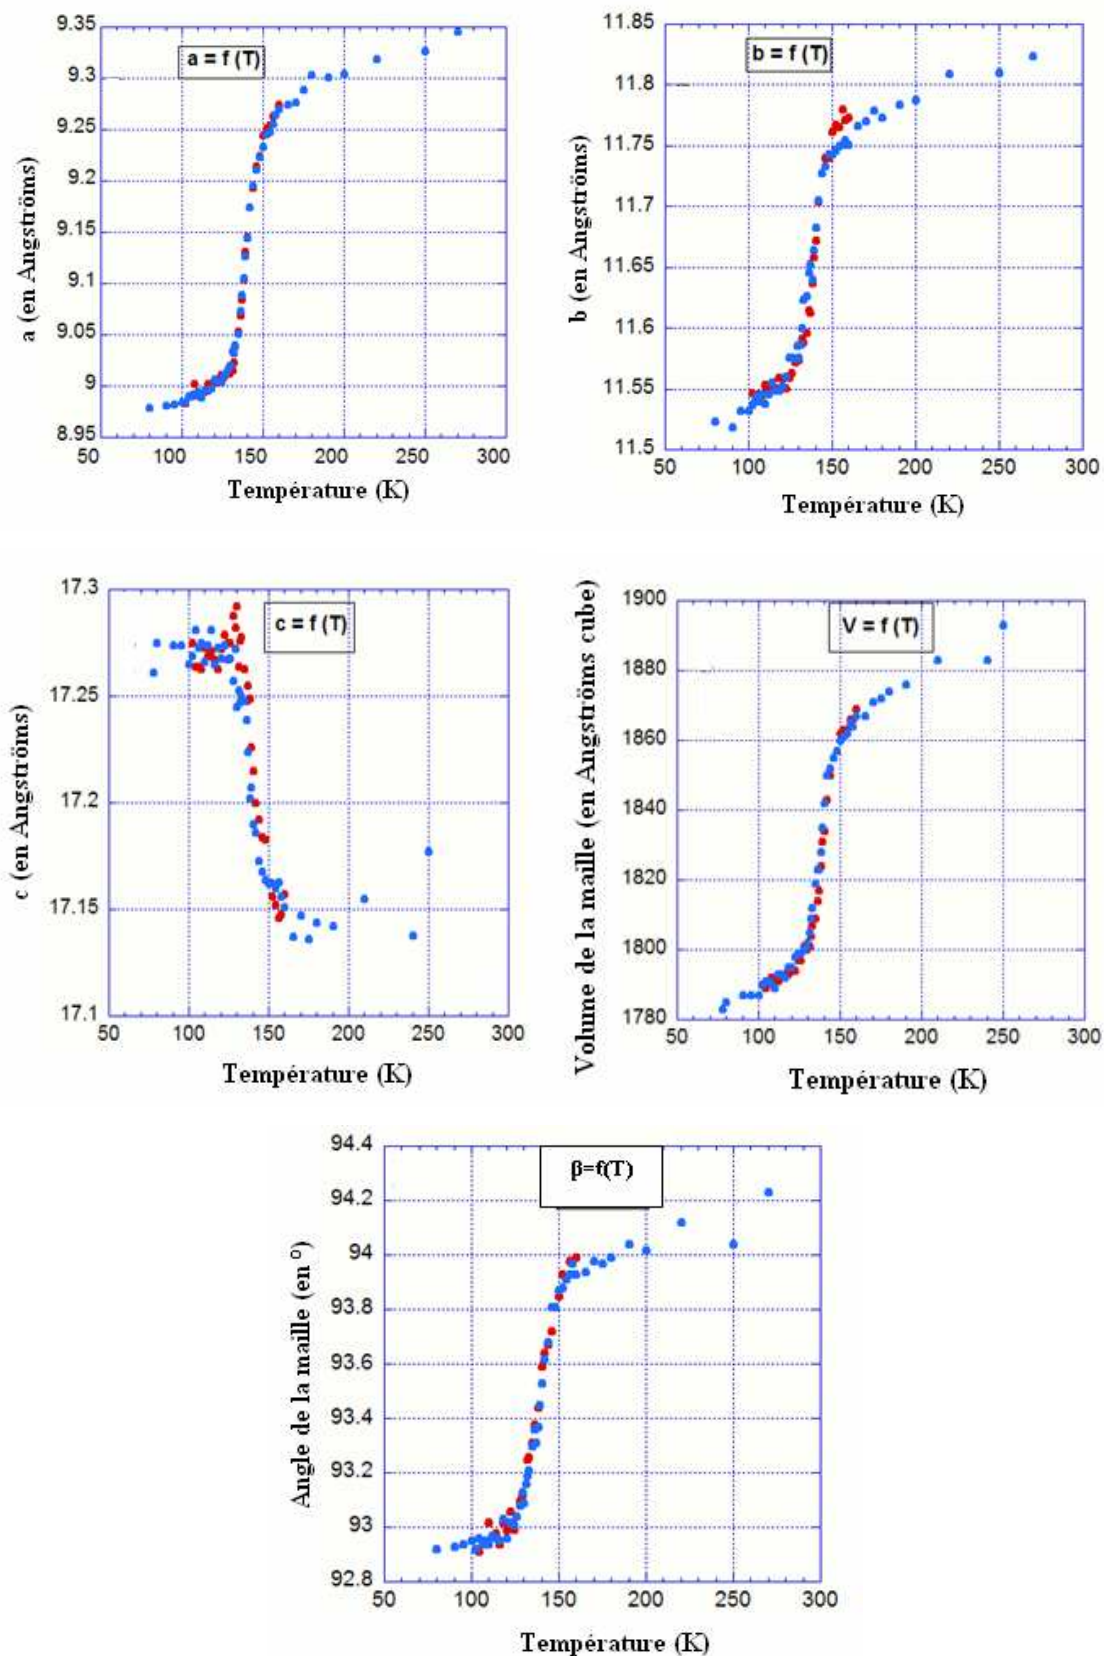 a = f (T)
a (en Angströms)
9.35
9.3
9.25
9.2
9.15
9.1
9.05
9
8.95
50 100 150 200 250 300
Température (K)
b = f (T)
b (en Angströms)
11.85
11.8
11.75
11.7
11.65
11.6
11.55
11.5
50 100 150 200 250 300
Température (K)
c = f (T)
c (en Angströms)
17.3
17.25
17.2
17.15
17.1
50 100 150 200 250 300
Température (K)
V = f (T)
Volume de la maille (en Angströms cube)
1900
1880
1860
1840
1820
1800
1780
50 100 150 200 250 300
Température (K)
β=f(T)
Angle de la maille (en °)
94.4
94.2
94
93.8
93.6
93.4
93.2
93
92.8
50 100 150 200 250 300
Température (K)